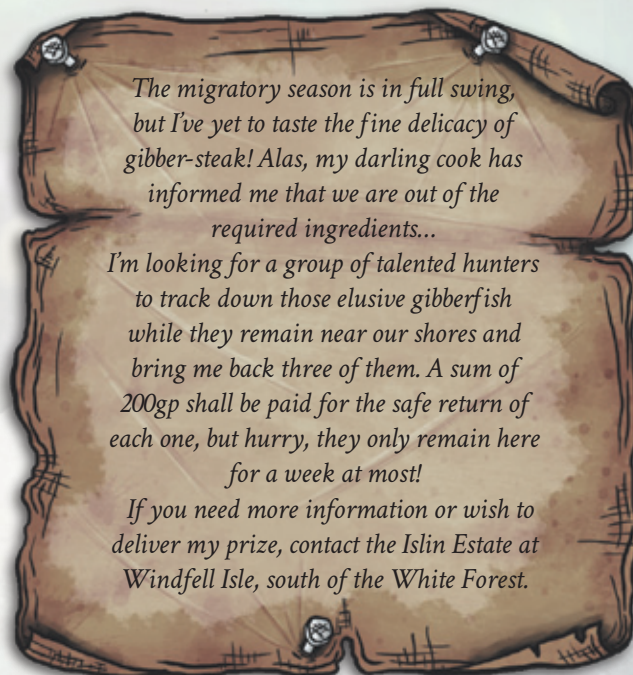 The migratory season is in full swing,
but I've yet to taste the fine delicacy of
gibber-steak! Alas, my darling cook has
informed me that we are out of the
required ingredients...
I'm looking for a group of talented hunters
to track down those elusive gibberfish
while they remain near our shores and
bring me back three of them. A sum of
200gp shall be paid for the safe return of
each one, but hurry, they only remain here
for a week at most!
If you need more information or wish to
deliver my prize, contact the Islin Estate at
Windfell Isle, south of the White Forest.